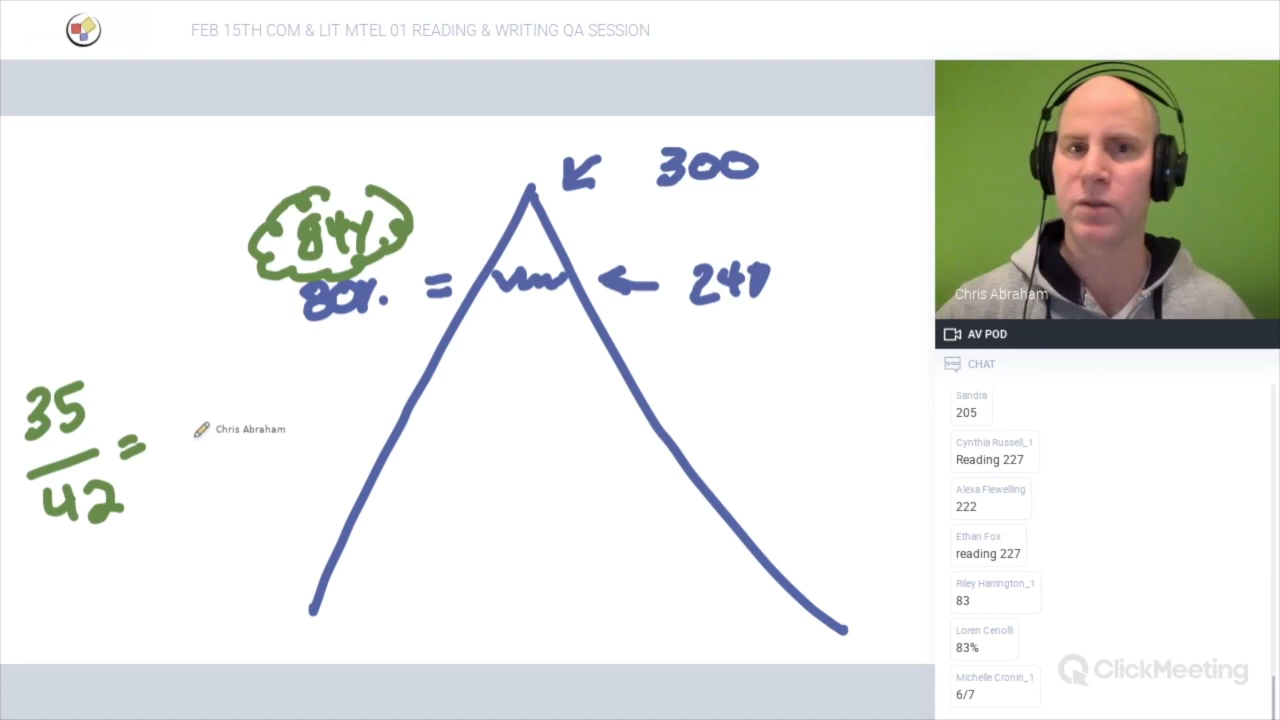 FEB 15TH COM & LIT MTEL 01 READING & WRITING QA SESSION
300
84%
80%. =
240
35
42 =
Chris Abraham
Chris Abraham
AV POD
CHAT
Sandra
205
Cynthia Russell_1
Reading 227
Alexa Flewelling
222
Ethan Fox
reading 227
Riley Harrington_1
83
Loren Cenolli
83%
Michelle Cronin_1
6/7
ClickMeeting